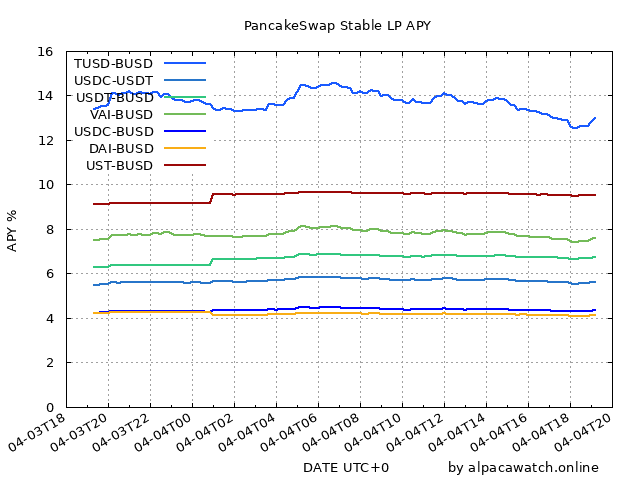 PancakeSwap Stable LP APY
16
14
12
10
8
6
4
2
0
APY %
TUSD-BUSD
USDC-USDT
USDT-BUSD
VAI-BUSD
USDC-BUSD
DAI-BUSD
UST-BUSD
04-03T18
04-03T20
04-03T22
04-04T00
04-04T02
04-04T04
04-04T06
04-04T08
04-04T10
04-04T12
04-04T14
04-04T16
04-04T18
04-04T20
DATE UTC+0
by alpacawatch.online